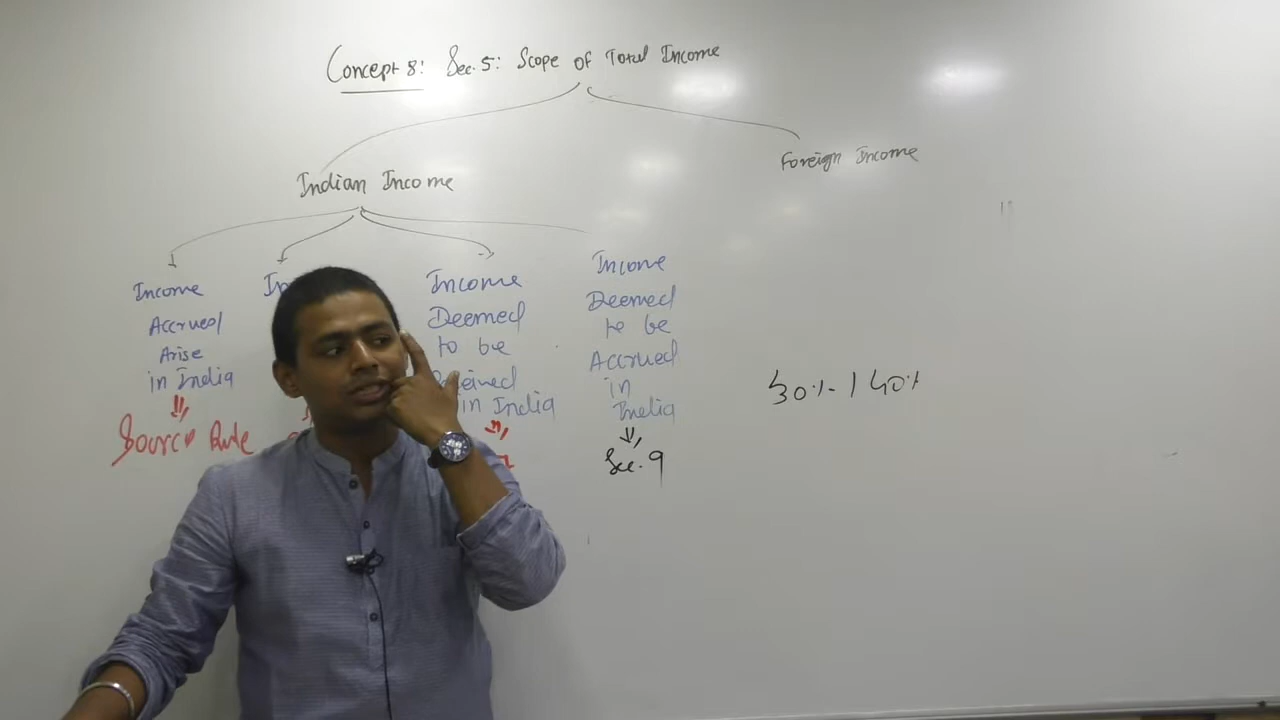 Concept 8: Sec. 5: Scope of Total Income
Indian Income
Foreign Income
Income
Accrued
Arise
in India
Source Rule
Income
Deemed
to be
in India
Income
Deemed
to be
Accrued
in
India
Sec. 9
30% / 40%